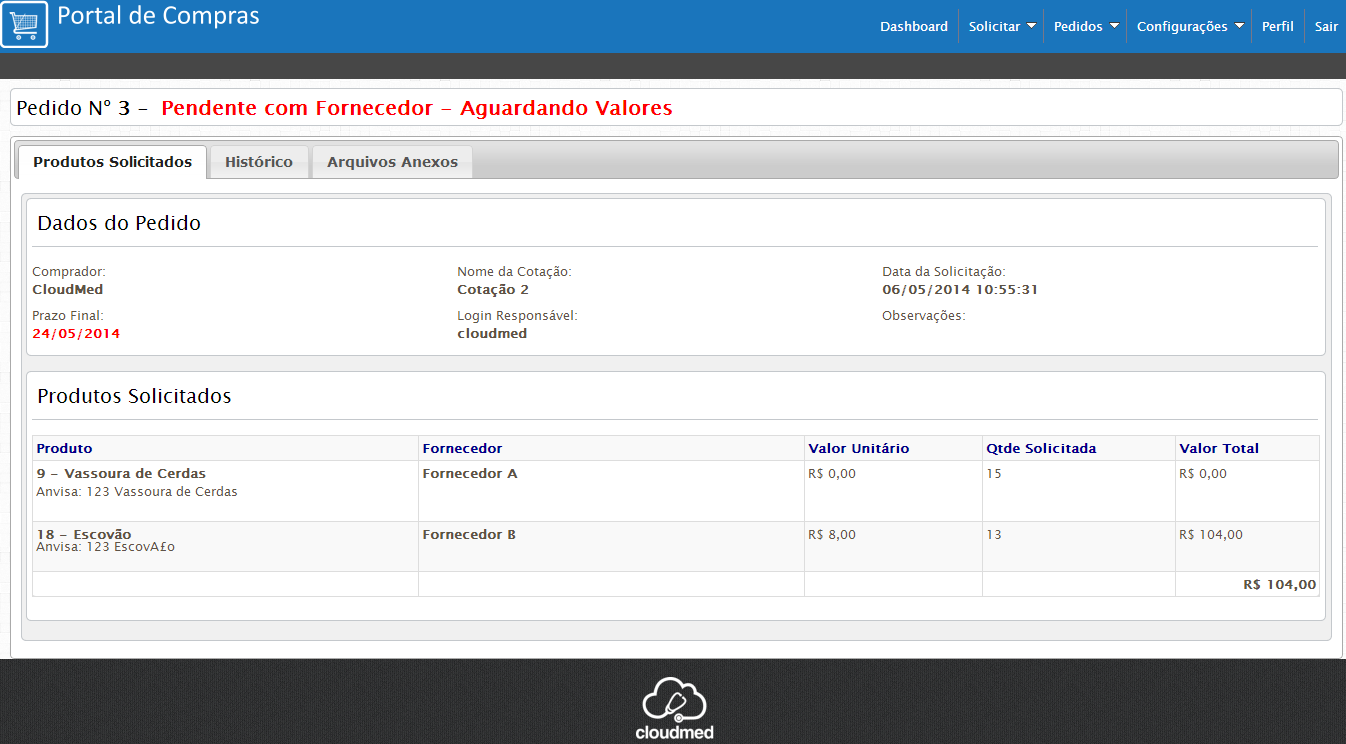 Portal de Compras
Dashboard Solicitar Pedidos Configurações Perfil Sair
Pedido Nº 3 - Pendente com Fornecedor - Aguardando Valores
Produtos Solicitados Histórico Arquivos Anexos
Dados do Pedido
Comprador: Nome da Cotação: Data da Solicitação:
CloudMed Cotação 2 06/05/2014 10:55:31
Prazo Final: Login Responsável: Observações:
24/05/2014 cloudmed
Produtos Solicitados
Produto Fornecedor Valor Unitário Qtde Solicitada Valor Total
9 - Vassoura de Cerdas Fornecedor A R$ 0,00 15 R$ 0,00
Anvisa: 123 Vassoura de Cerdas
18 - Escovão Fornecedor B R$ 8,00 13 R$ 104,00
Anvisa: 123 EscovA£o
R$ 104,00
cloudmed